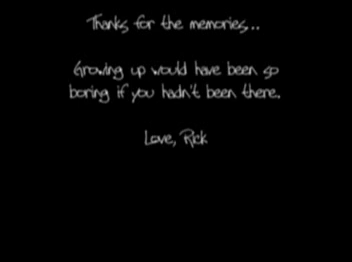 Thanks for the memories...
Growing up would have been so
boring if you hadn't been there.
Love, Rick